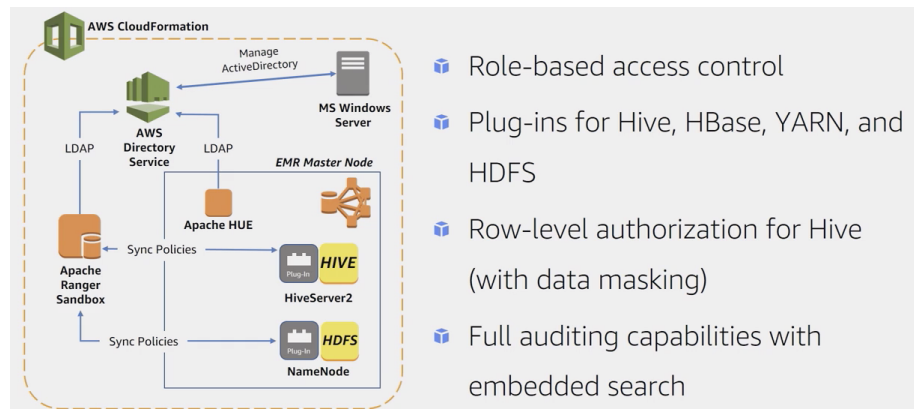 AWS CloudFormation
Manage
ActiveDirectory
MS Windows
Server
AWS
Directory
Service
LDAP
LDAP
EMR Master Node
Apache HUE
Apache
Ranger
Sandbox
Sync Policies
Plug-In
HIVE
HiveServer2
Sync Policies
Plug-In
HDFS
NameNode
Role-based access control
Plug-ins for Hive, HBase, YARN, and
HDFS
Row-level authorization for Hive
(with data masking)
Full auditing capabilities with
embedded search